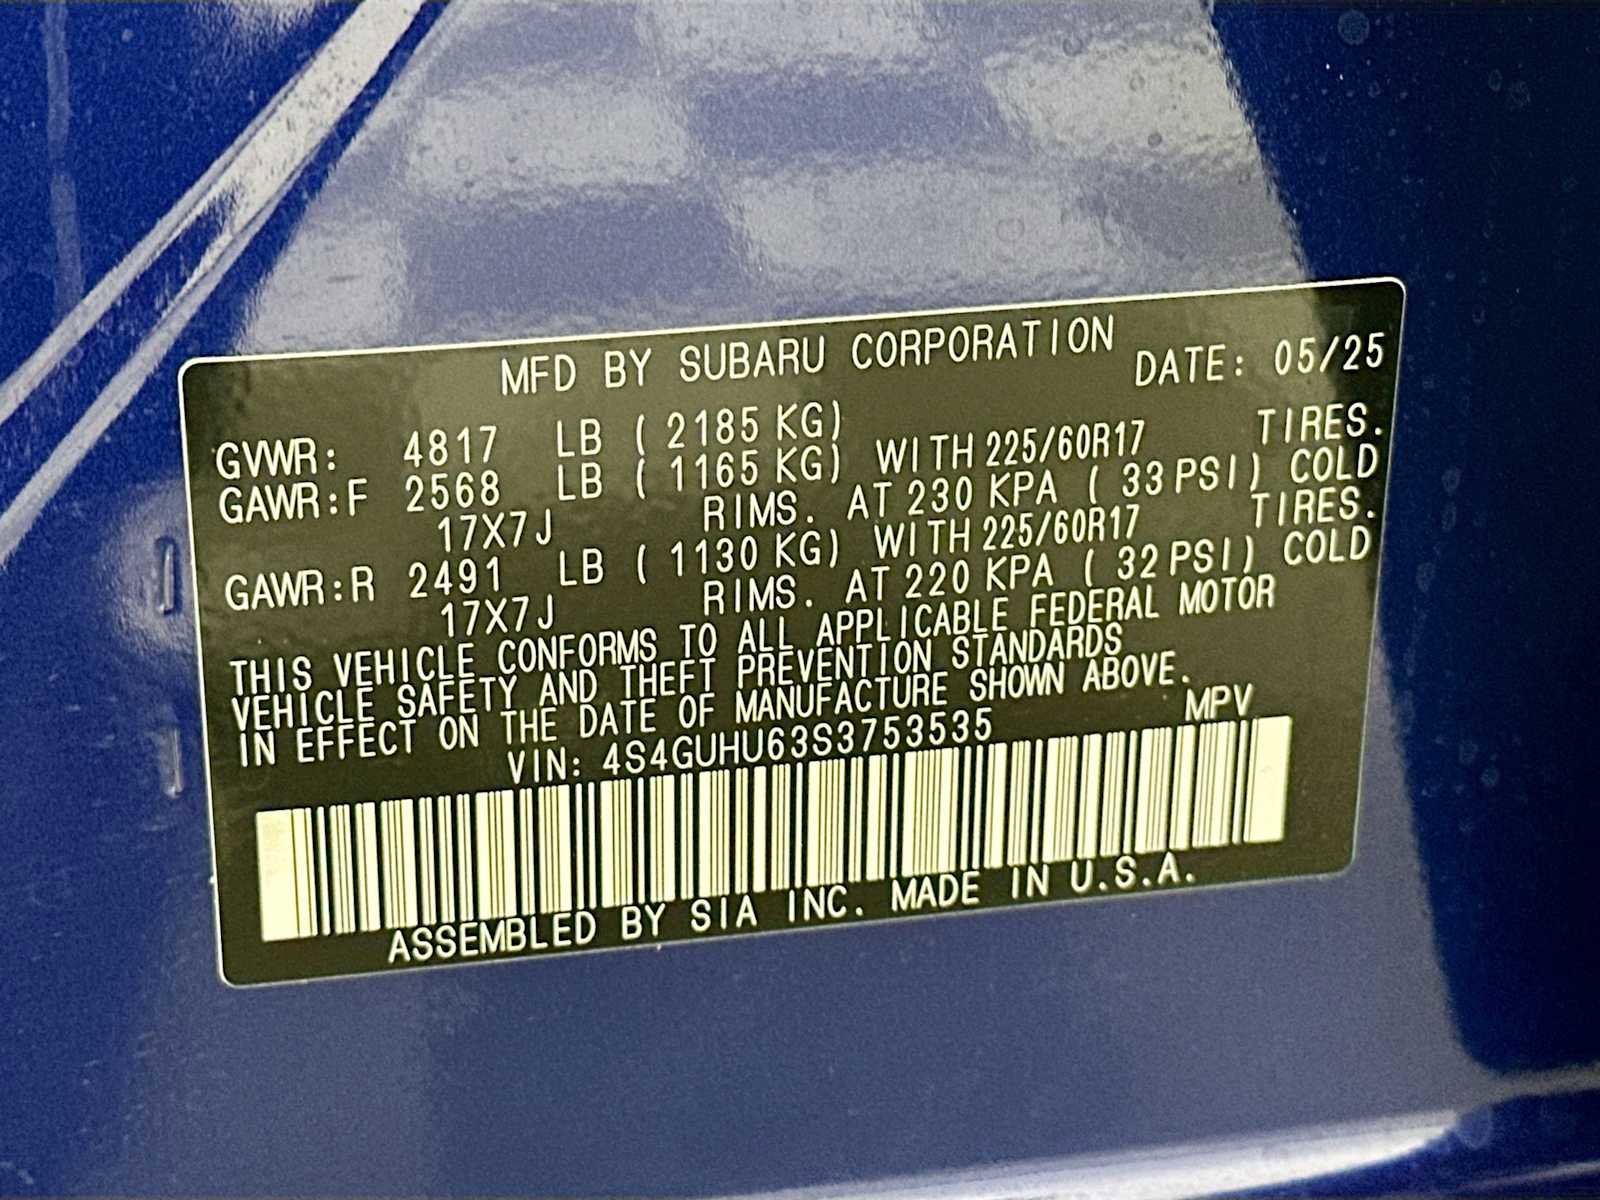 MFD BY SUBARU CORPORATION DATE: 05/25
GVWR: 4817 LB ( 2185 KG)
GAWR:F 2568 LB ( 1165 KG) WITH 225/60R17 TIRES.
17X7J RIMS. AT 230 KPA ( 33 PSI) COLD
GAWR:R 2491 LB ( 1130 KG) WITH 225/60R17 TIRES.
17X7J RIMS. AT 220 KPA ( 32 PSI) COLD
THIS VEHICLE CONFORMS TO ALL APPLICABLE FEDERAL MOTOR
VEHICLE SAFETY AND THEFT PREVENTION STANDARDS
IN EFFECT ON THE DATE OF MANUFACTURE SHOWN ABOVE.
VIN: 4S4GUHU63S3753535 MPV
ASSEMBLED BY SIA INC. MADE IN U.S.A.